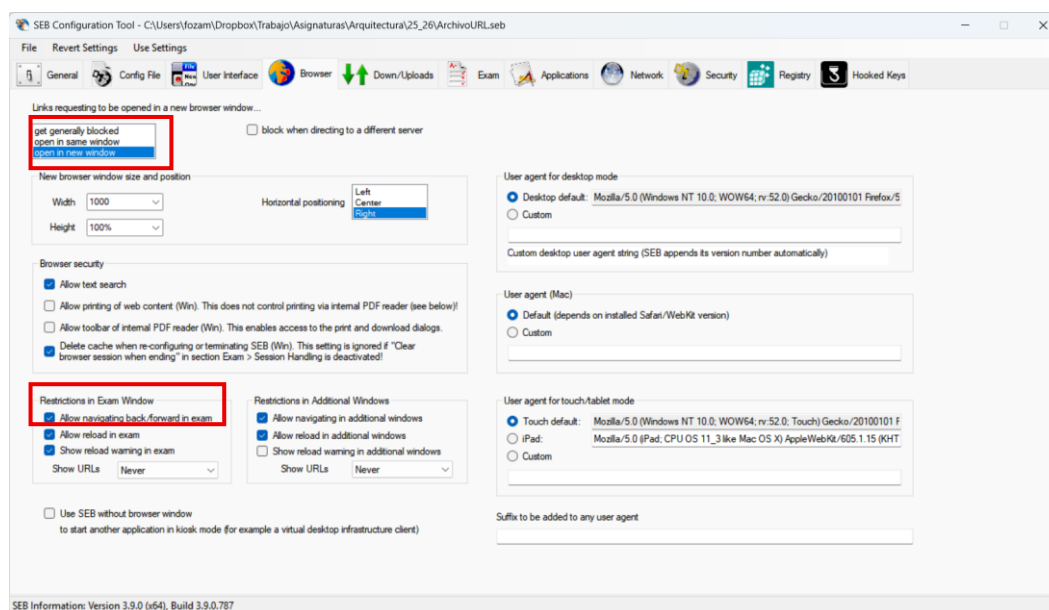 SEB Configuration Tool - C:\Users\fozam\Dropbox\Trabajo\Asignaturas\Arquitectura\25_26\ArchivoURL.seb
File Revert Settings Use Settings
General Config File User Interface Browser Down/Uploads Exam Applications Network Security Registry Hooked Keys
Links requesting to be opened in a new browser window...
get generally blocked
open in same window
open in new window
block when directing to a different server
New browser window size and position
Width 1000
Height 100%
Horizontal positioning
Left
Center
Right
Browser security
Allow text search
Allow printing of web content (Win). This does not control printing via internal PDF reader (see below)!
Allow toolbar of internal PDF reader (Win). This enables access to the print and download dialogs.
Delete cache when re-configuring or terminating SEB (Win). This setting is ignored if "Clear
browser session when ending" in section Exam > Session Handling is deactivated!
Restrictions in Exam Window
Allow navigating back/forward in exam
Allow reload in exam
Show reload warning in exam
Show URLs Never
Restrictions in Additional Windows
Allow navigating in additional windows
Allow reload in additional windows
Show reload warning in additional windows
Show URLs Never
Use SEB without browser window
to start another application in kiosk mode (for example a virtual desktop infrastructure client)
User agent for desktop mode
Desktop default: Mozilla/5.0 (Windows NT 10.0; WOW64; rv:52.0) Gecko/20100101 Firefox/5
Custom
Custom desktop user agent string (SEB appends its version number automatically)
User agent (Mac)
Default (depends on installed Safari/WebKit version)
Custom
User agent for touch/tablet mode
Touch default: Mozilla/5.0 (Windows NT 10.0; WOW64; rv:52.0; Touch) Gecko/20100101 F
iPad: Mozilla/5.0 (iPad; CPU OS 11_3 like Mac OS X) AppleWebKit/605.1.15 (KHT
Custom
Suffix to be added to any user agent
SEB Information: Version 3.9.0 (x64), Build 3.9.0.787